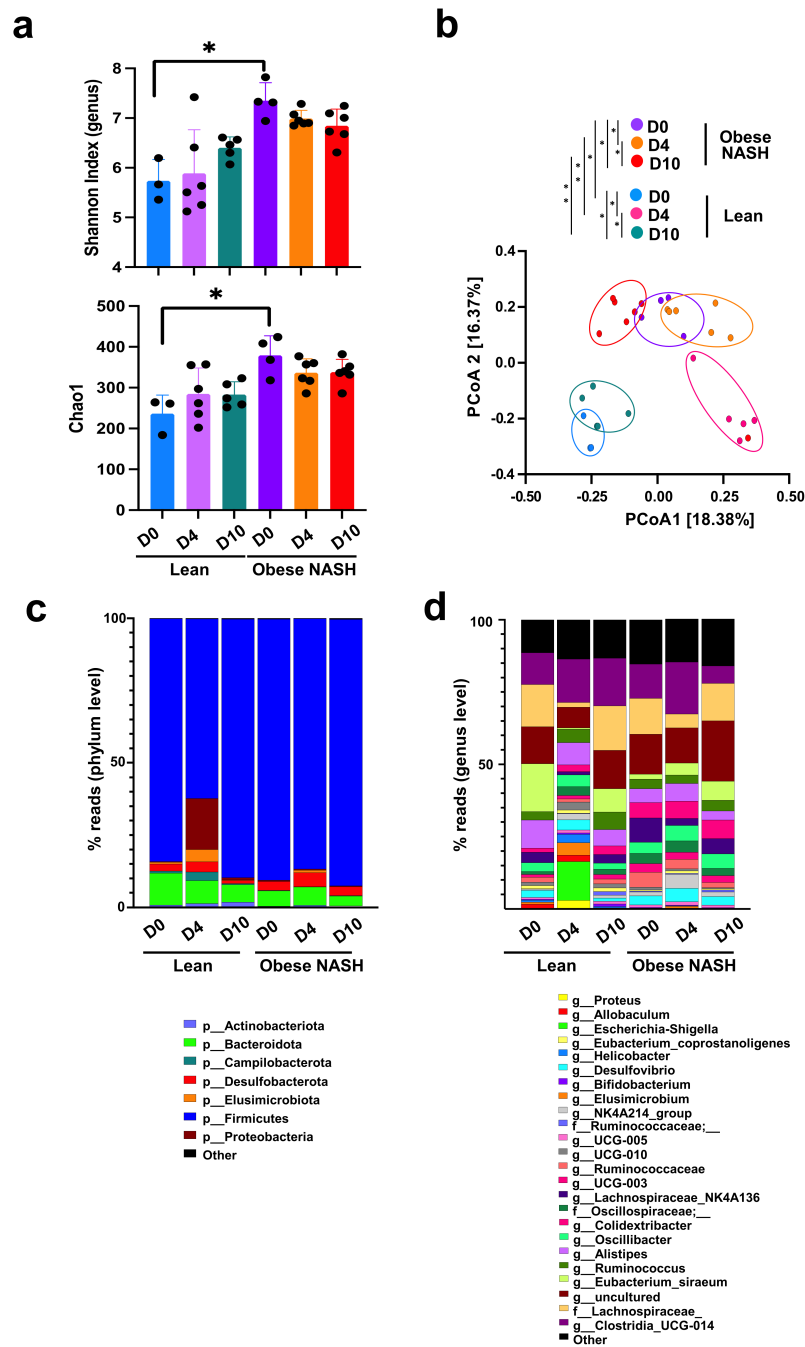 a
Shannon Index (genus)
8
7
6
5
4
*
Chao1
500
400
300
200
100
0
*
D0
D4
D10
D0
D4
D10
Lean
Obese NASH
b
D0
D4
D10
Obese
NASH
D0
D4
D10
Lean
* * * * * * * * * * *
PCoA 2 [16.37%]
0.4
0.2
0.0
-0.2
-0.4
-0.50
-0.25
0.00
0.25
0.50
PCoA1 [18.38%]
c
% reads (phylum level)
100
50
0
D0
D4
D10
D0
D4
D10
Lean
Obese NASH
p__Actinobacteriota
p__Bacteroidota
p__Campilobacterota
p__Desulfobacterota
p__Elusimicrobiota
p__Firmicutes
p__Proteobacteria
Other
d
% reads (genus level)
100
50
D0
D4
D10
D0
D4
D10
Lean
Obese NASH
g__Proteus
g__Allobaculum
g__Escherichia-Shigella
g__Eubacterium_coprostanoligenes
g__Helicobacter
g__Desulfovibrio
g__Bifidobacterium
g__Elusimicrobium
g__NK4A214_group
f__Ruminococcaceae;__
g__UCG-005
g__UCG-010
g__Ruminococcaceae
g__UCG-003
g__Lachnospiraceae_NK4A136
f__Oscillospiraceae;__
g__Colidextribacter
g__Oscillibacter
g__Alistipes
g__Ruminococcus
g__Eubacterium_siraeum
g__uncultured
f__Lachnospiraceae_
g__Clostridia_UCG-014
Other